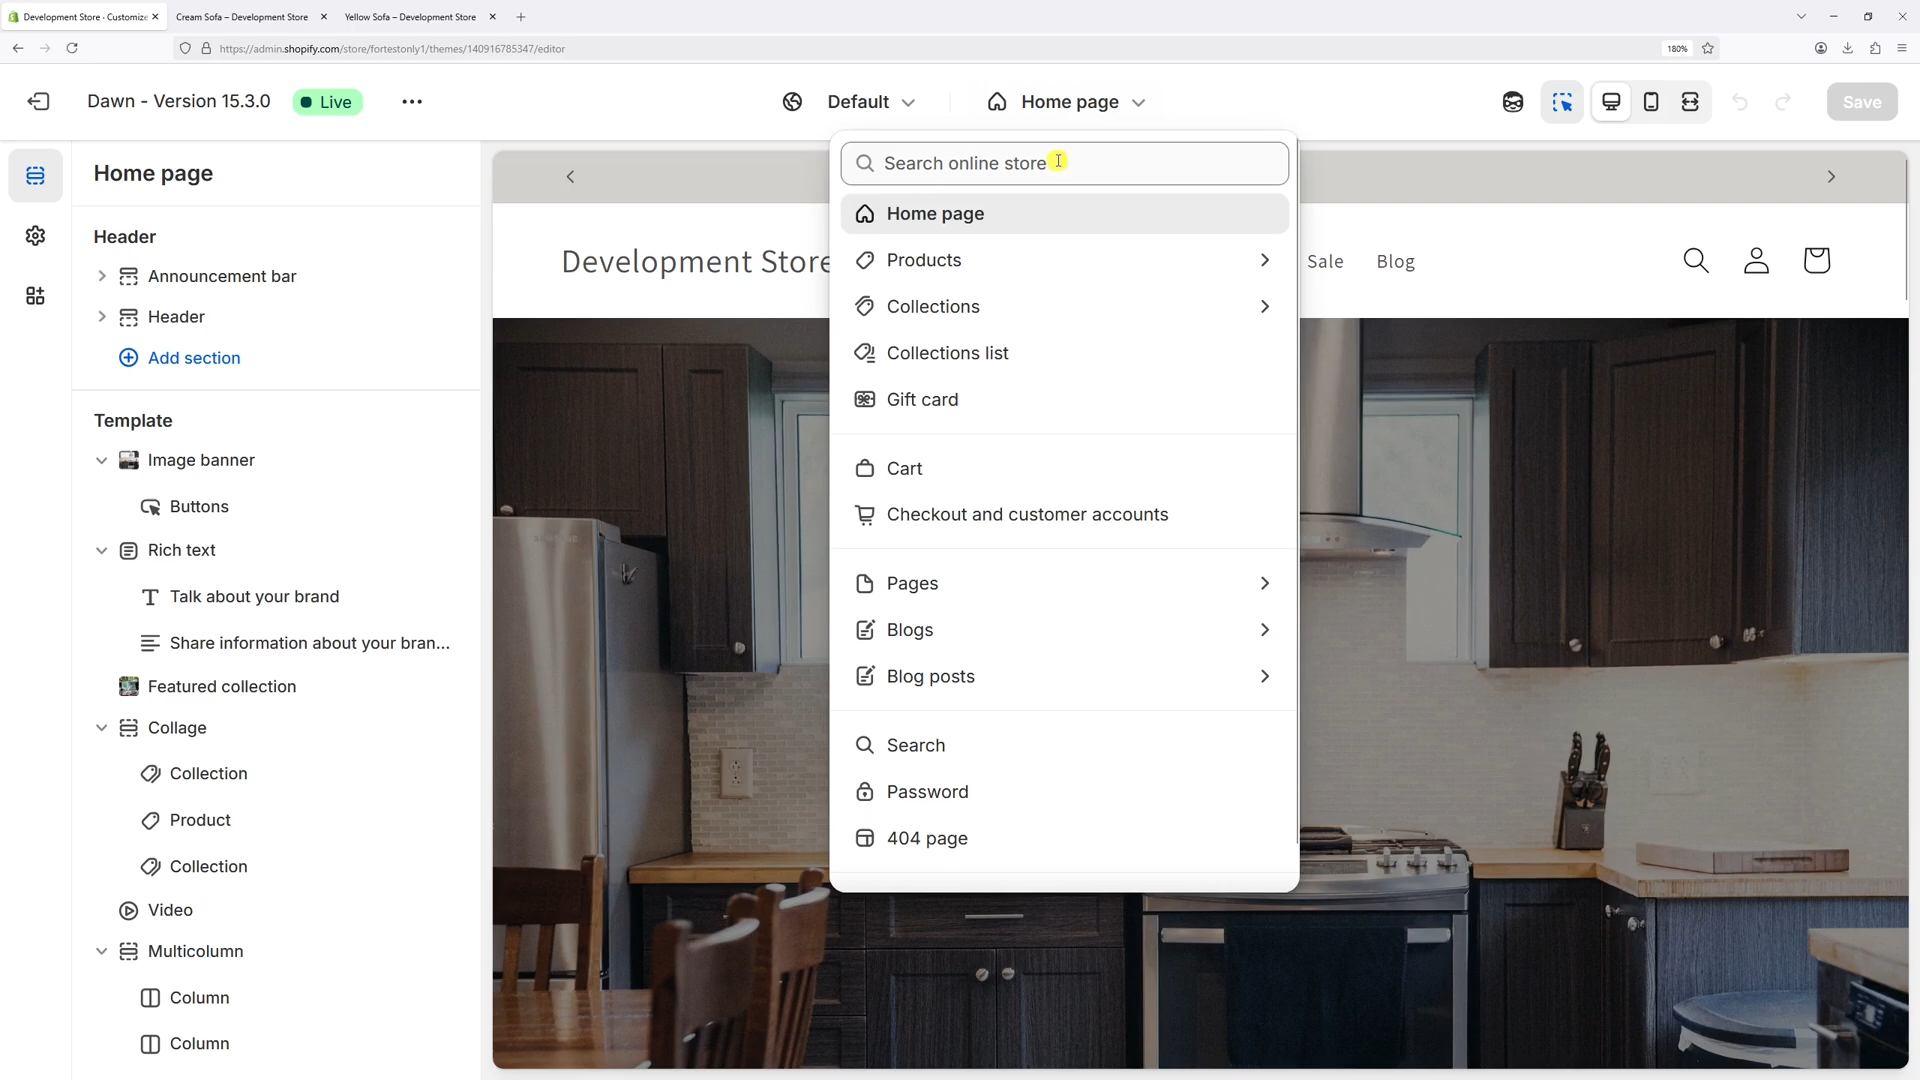 Development Store · Customize
Cream Sofa – Development Store
Yellow Sofa – Development Store
https://admin.shopify.com/store/fortestonly1/themes/140916785347/editor
180%
Dawn - Version 15.3.0
Live
Default
Home page
Save
Home page
Header
Announcement bar
Header
Add section
Template
Image banner
Buttons
Rich text
Talk about your brand
Share information about your bran...
Featured collection
Collage
Collection
Product
Collection
Video
Multicolumn
Column
Column
Search online store
Home page
Products
Collections
Collections list
Gift card
Cart
Checkout and customer accounts
Pages
Blogs
Blog posts
Search
Password
404 page
Development Store
Sale
Blog